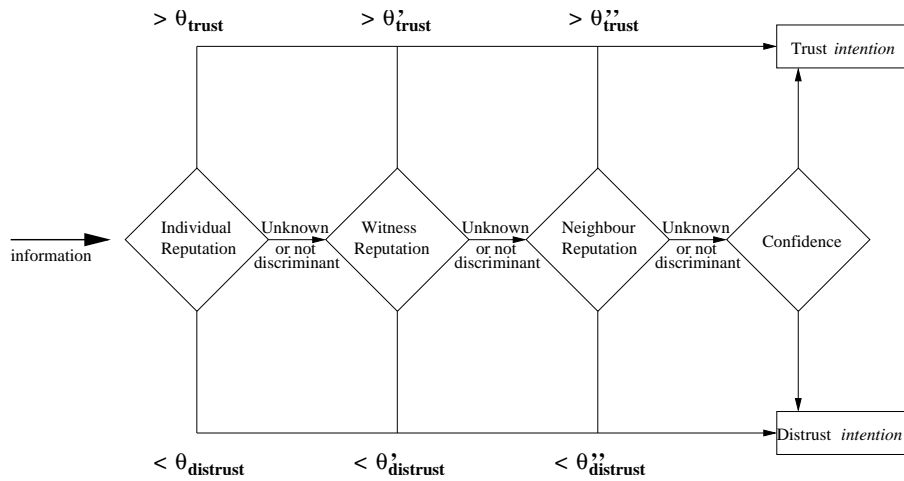 > θtrust
> θ'trust
> θ''trust
Trust intention
information
Individual
Reputation
Unknown
or not
discriminant
Witness
Reputation
Unknown
or not
discriminant
Neighbour
Reputation
Unknown
or not
discriminant
Confidence
Distrust intention
< θdistrust
< θ'distrust
< θ''distrust